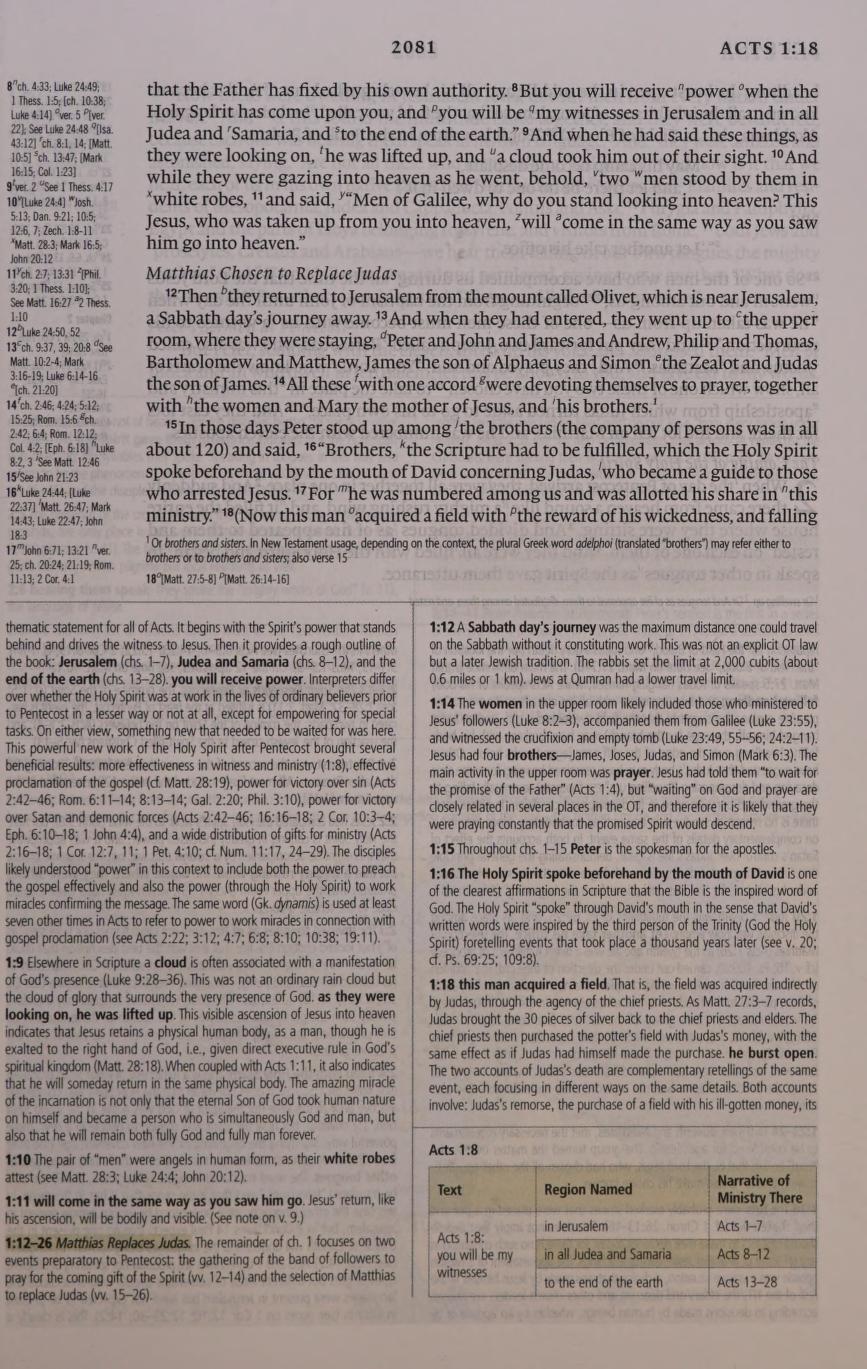 2081
ACTS 1:18
8ⁿch. 4:33; Luke 24:49;
1 Thess. 1:5; [ch. 10:38;
Luke 4:14] ᵒver. 5 ᵖ[ver.
22]; See Luke 24:48 q[Isa.
43:12] ʳch. 8:1, 14; [Matt.
10:5] ˢch. 13:47; [Mark
16:15; Col. 1:23]
9ᵗver. 2 ᵘSee 1 Thess. 4:17
10ᵛ[Luke 24:4] ʷJosh.
5:13; Dan. 9:21; 10:5;
12:6, 7; Zech. 1:8-11
ˣMatt. 28:3; Mark 16:5;
John 20:12
11ʸch. 2:7; 13:31 ᶻ[Phil.
3:20; 1 Thess. 1:10];
See Matt. 16:27 ᵃ2 Thess.
1:10
12ᵇLuke 24:50, 52
13ᶜch. 9:37, 39; 20:8 ᵈSee
Matt. 10:2-4; Mark
3:16-19; Luke 6:14-16
ᵉ[ch. 21:20]
14ᶠch. 2:46; 4:24; 5:12;
15:25; Rom. 15:6 ᵍch.
2:42; 6:4; Rom. 12:12;
Col. 4:2; [Eph. 6:18] ʰLuke
8:2, 3 ⁱSee Matt. 12:46
15ʲSee John 21:23
16ᵏLuke 24:44; [Luke
22:37] ˡMatt. 26:47; Mark
14:43; Luke 22:47; John
18:3
17ᵐJohn 6:71; 13:21 ⁿver.
25; ch. 20:24; 21:19; Rom.
11:13; 2 Cor. 4:1
that the Father has fixed by his own authority. ⁸But you will receive ⁿpower ᵒwhen the
Holy Spirit has come upon you, and ᵖyou will be qmy witnesses in Jerusalem and in all
Judea and ʳSamaria, and ˢto the end of the earth.” ⁹And when he had said these things, as
they were looking on, ᵗhe was lifted up, and ᵘa cloud took him out of their sight. ¹⁰And
while they were gazing into heaven as he went, behold, ᵛtwo ʷmen stood by them in
ˣwhite robes, ¹¹and said, ʸ“Men of Galilee, why do you stand looking into heaven? This
Jesus, who was taken up from you into heaven, ᶻwill ᵃcome in the same way as you saw
him go into heaven.”
Matthias Chosen to Replace Judas
¹²Then ᵇthey returned to Jerusalem from the mount called Olivet, which is near Jerusalem,
a Sabbath day’s journey away. ¹³And when they had entered, they went up to ᶜthe upper
room, where they were staying, ᵈPeter and John and James and Andrew, Philip and Thomas,
Bartholomew and Matthew, James the son of Alphaeus and Simon ᵉthe Zealot and Judas
the son of James. ¹⁴All these ᶠwith one accord ᵍwere devoting themselves to prayer, together
with ʰthe women and Mary the mother of Jesus, and ⁱhis brothers.¹
¹⁵In those days Peter stood up among ʲthe brothers (the company of persons was in all
about 120) and said, ¹⁶“Brothers, ᵏthe Scripture had to be fulfilled, which the Holy Spirit
spoke beforehand by the mouth of David concerning Judas, ˡwho became a guide to those
who arrested Jesus. ¹⁷For ᵐhe was numbered among us and was allotted his share in ⁿthis
ministry.” ¹⁸(Now this man ᵒacquired a field with ᵖthe reward of his wickedness, and falling
¹ Or brothers and sisters. In New Testament usage, depending on the context, the plural Greek word adelphoi (translated “brothers”) may refer either to
brothers or to brothers and sisters; also verse 15
18ᵒ[Matt. 27:5-8] ᵖ[Matt. 26:14-16]
thematic statement for all of Acts. It begins with the Spirit’s power that stands
behind and drives the witness to Jesus. Then it provides a rough outline of
the book: Jerusalem (chs. 1–7), Judea and Samaria (chs. 8–12), and the
end of the earth (chs. 13–28). you will receive power. Interpreters differ
over whether the Holy Spirit was at work in the lives of ordinary believers prior
to Pentecost in a lesser way or not at all, except for empowering for special
tasks. On either view, something new that needed to be waited for was here.
This powerful new work of the Holy Spirit after Pentecost brought several
beneficial results: more effectiveness in witness and ministry (1:8), effective
proclamation of the gospel (cf. Matt. 28:19), power for victory over sin (Acts
2:42–46; Rom. 6:11–14; 8:13–14; Gal. 2:20; Phil. 3:10), power for victory
over Satan and demonic forces (Acts 2:42–46; 16:16–18; 2 Cor. 10:3–4;
Eph. 6:10–18; 1 John 4:4), and a wide distribution of gifts for ministry (Acts
2:16–18; 1 Cor. 12:7, 11; 1 Pet. 4:10; cf. Num. 11:17, 24–29). The disciples
likely understood “power” in this context to include both the power to preach
the gospel effectively and also the power (through the Holy Spirit) to work
miracles confirming the message. The same word (Gk. dynamis) is used at least
seven other times in Acts to refer to power to work miracles in connection with
gospel proclamation (see Acts 2:22; 3:12; 4:7; 6:8; 8:10; 10:38; 19:11).
1:9 Elsewhere in Scripture a cloud is often associated with a manifestation
of God’s presence (Luke 9:28–36). This was not an ordinary rain cloud but
the cloud of glory that surrounds the very presence of God. as they were
looking on, he was lifted up. This visible ascension of Jesus into heaven
indicates that Jesus retains a physical human body, as a man, though he is
exalted to the right hand of God, i.e., given direct executive rule in God’s
spiritual kingdom (Matt. 28:18). When coupled with Acts 1:11, it also indicates
that he will someday return in the same physical body. The amazing miracle
of the incarnation is not only that the eternal Son of God took human nature
on himself and became a person who is simultaneously God and man, but
also that he will remain both fully God and fully man forever.
1:10 The pair of “men” were angels in human form, as their white robes
attest (see Matt. 28:3; Luke 24:4; John 20:12).
1:11 will come in the same way as you saw him go. Jesus’ return, like
his ascension, will be bodily and visible. (See note on v. 9.)
1:12–26 Matthias Replaces Judas. The remainder of ch. 1 focuses on two
events preparatory to Pentecost: the gathering of the band of followers to
pray for the coming gift of the Spirit (vv. 12–14) and the selection of Matthias
to replace Judas (vv. 15–26).
1:12 A Sabbath day’s journey was the maximum distance one could travel
on the Sabbath without it constituting work. This was not an explicit OT law
but a later Jewish tradition. The rabbis set the limit at 2,000 cubits (about
0.6 miles or 1 km). Jews at Qumran had a lower travel limit.
1:14 The women in the upper room likely included those who ministered to
Jesus’ followers (Luke 8:2–3), accompanied them from Galilee (Luke 23:55),
and witnessed the crucifixion and empty tomb (Luke 23:49, 55–56; 24:2–11).
Jesus had four brothers—James, Joses, Judas, and Simon (Mark 6:3). The
main activity in the upper room was prayer. Jesus had told them “to wait for
the promise of the Father” (Acts 1:4), but “waiting” on God and prayer are
closely related in several places in the OT, and therefore it is likely that they
were praying constantly that the promised Spirit would descend.
1:15 Throughout chs. 1–15 Peter is the spokesman for the apostles.
1:16 The Holy Spirit spoke beforehand by the mouth of David is one
of the clearest affirmations in Scripture that the Bible is the inspired word of
God. The Holy Spirit “spoke” through David’s mouth in the sense that David’s
written words were inspired by the third person of the Trinity (God the Holy
Spirit) foretelling events that took place a thousand years later (see v. 20;
cf. Ps. 69:25; 109:8).
1:18 this man acquired a field. That is, the field was acquired indirectly
by Judas, through the agency of the chief priests. As Matt. 27:3–7 records,
Judas brought the 30 pieces of silver back to the chief priests and elders. The
chief priests then purchased the potter’s field with Judas’s money, with the
same effect as if Judas had himself made the purchase. he burst open.
The two accounts of Judas’s death are complementary retellings of the same
event, each focusing in different ways on the same details. Both accounts
involve: Judas’s remorse, the purchase of a field with his ill-gotten money, its
Acts 1:8
Text
Region Named
Narrative of
Ministry There
Acts 1:8:
you will be my
witnesses
in Jerusalem
Acts 1–7
in all Judea and Samaria
Acts 8–12
to the end of the earth
Acts 13–28